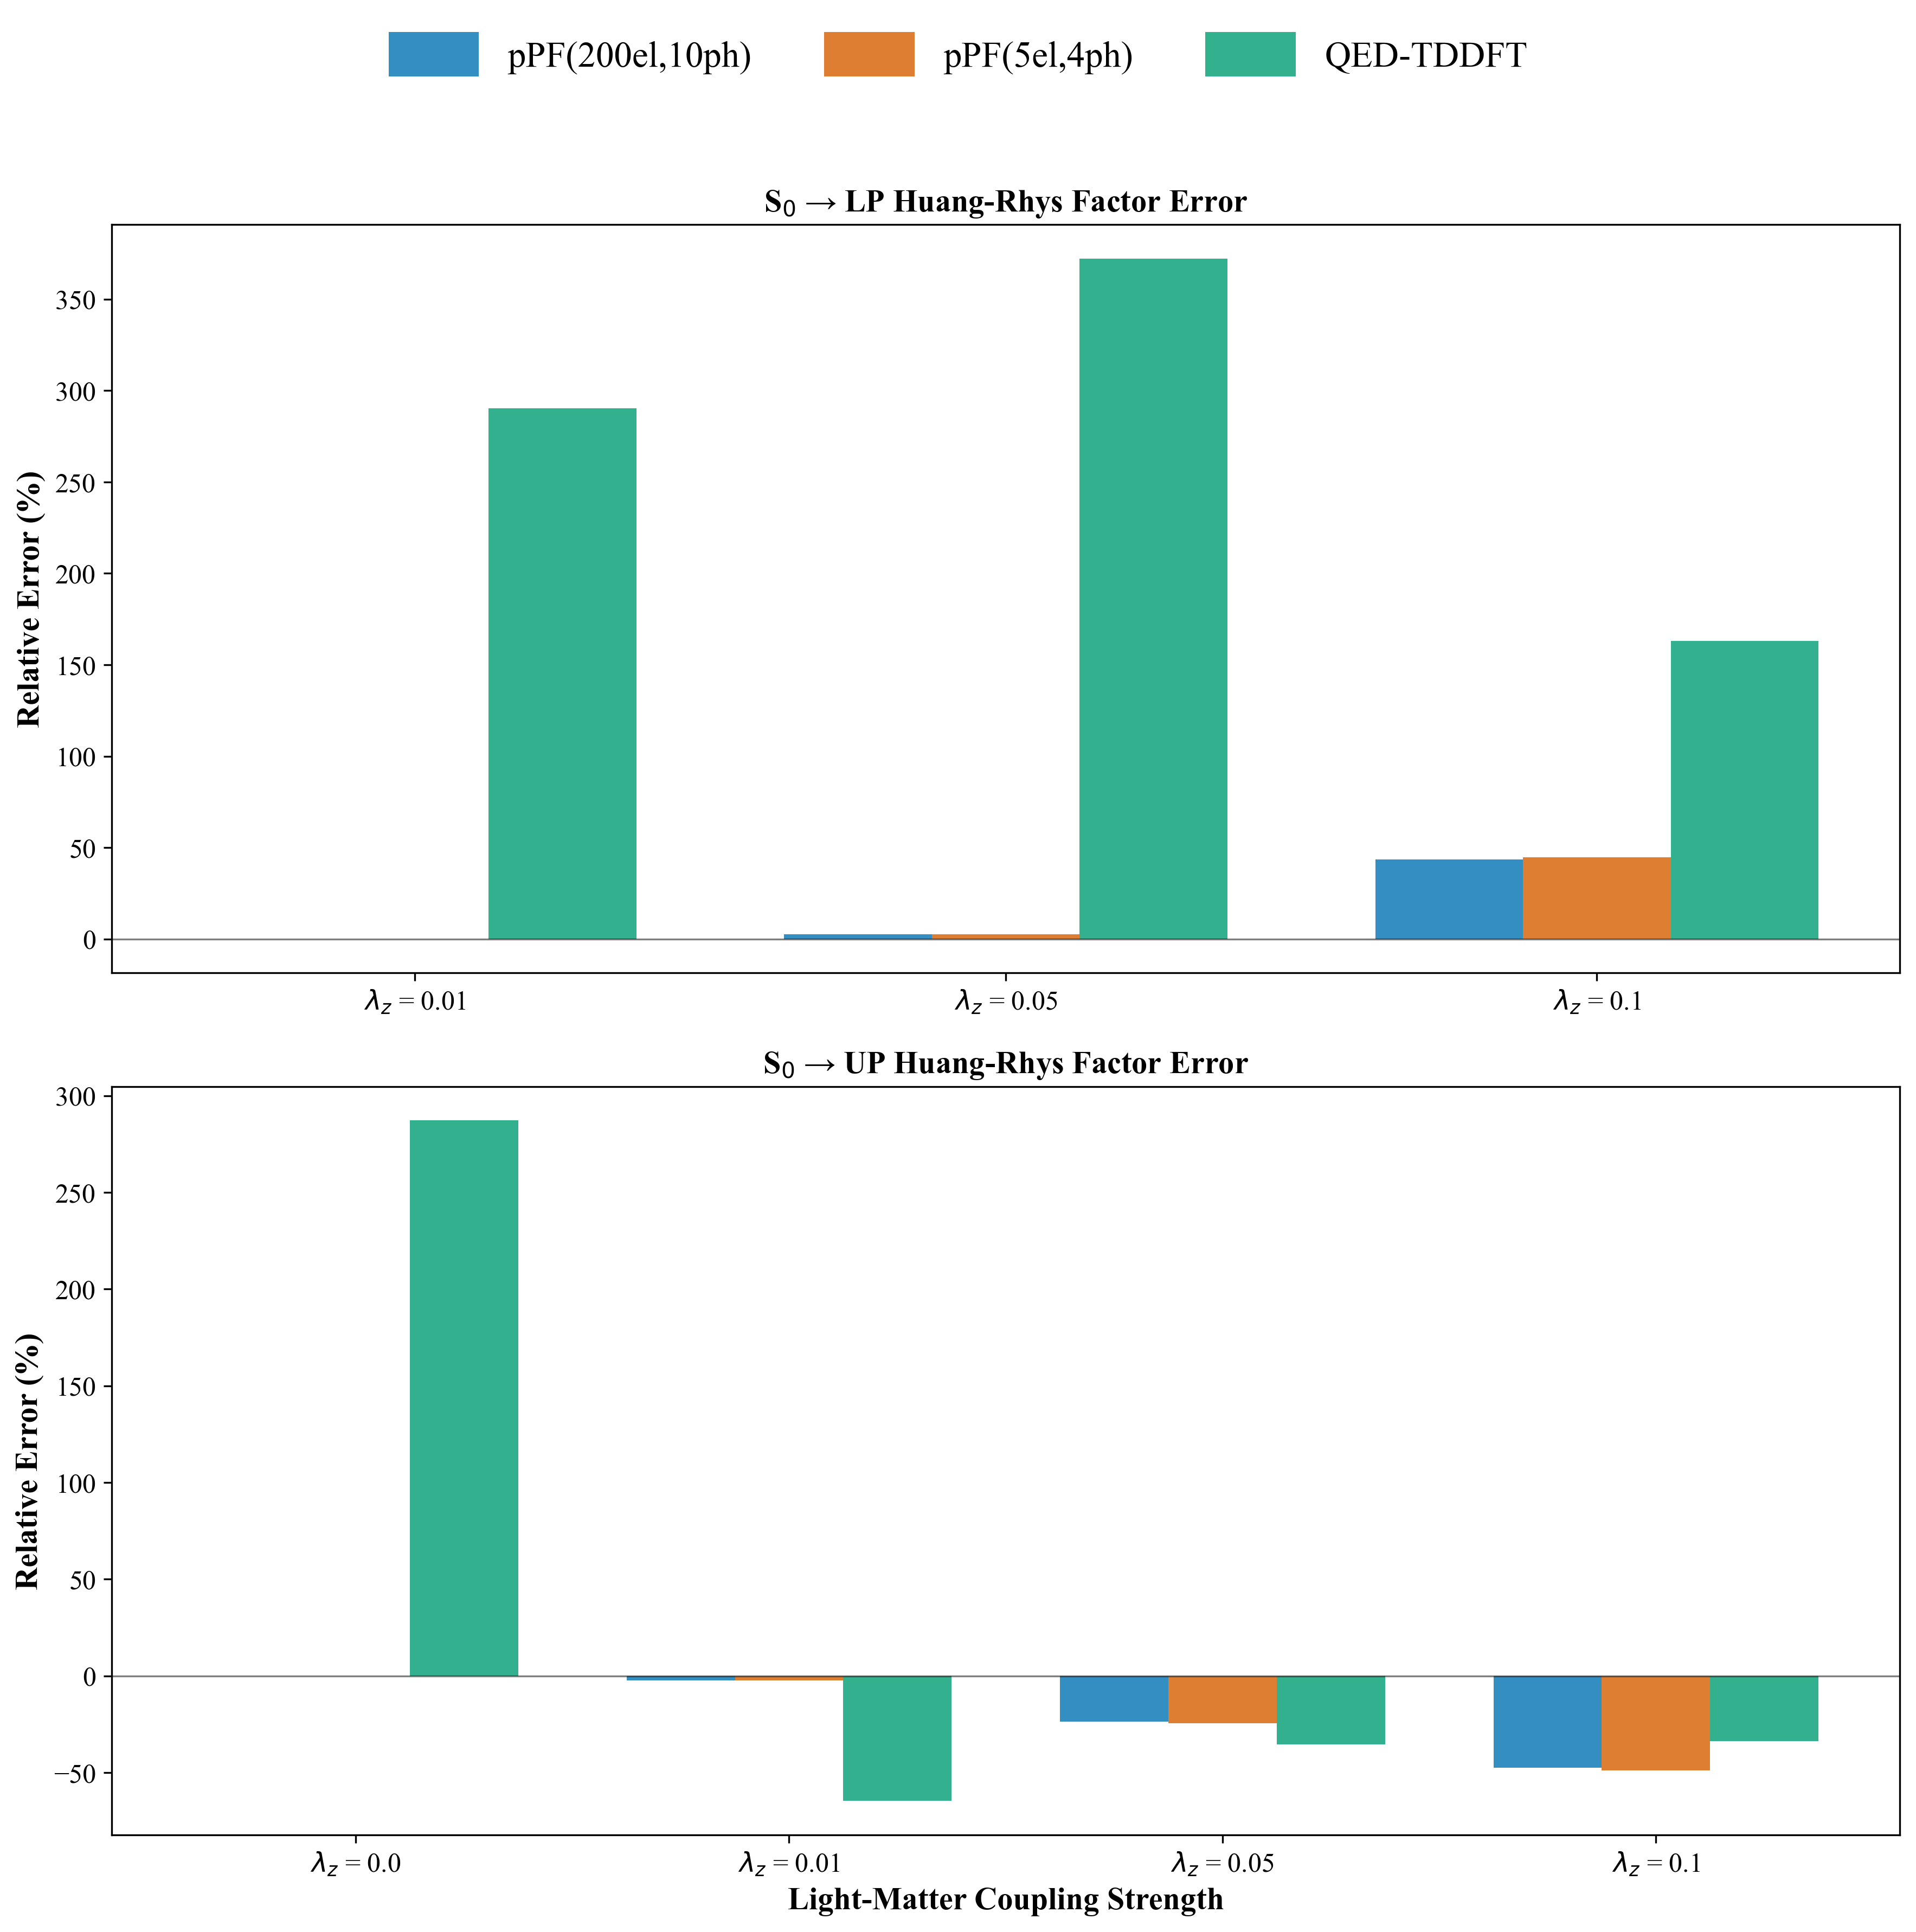 pPF(200el,10ph) pPF(5el,4ph) QED-TDDFT
S₀ → LP Huang-Rhys Factor Error
Relative Error (%)
350
300
250
200
150
100
50
0
λz = 0.01 λz = 0.05 λz = 0.1
S₀ → UP Huang-Rhys Factor Error
Relative Error (%)
300
250
200
150
100
50
0
−50
λz = 0.0 λz = 0.01 λz = 0.05 λz = 0.1
Light-Matter Coupling Strength